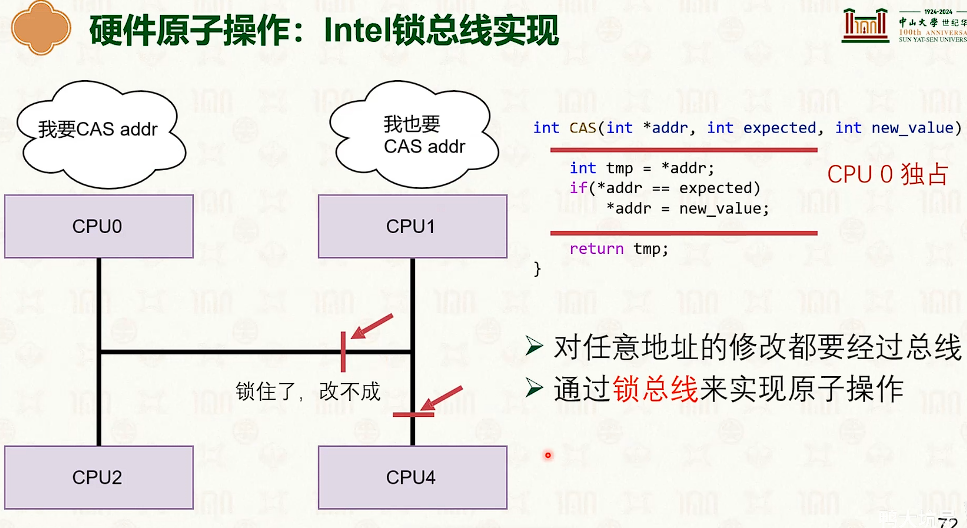 硬件原子操作：Intel锁总线实现
1924-2024
中山大學 世纪华
100th ANNIVERSA
SUN YAT-SEN UNIVERS
我要CAS addr
我也要
CAS addr
CPU0
CPU1
锁住了，改不成
CPU2
CPU4
int CAS(int *addr, int expected, int new_value)
int tmp = *addr;
if(*addr == expected)
*addr = new_value;
return tmp;
}
CPU 0 独占
对任意地址的修改都要经过总线
通过锁总线来实现原子操作
72